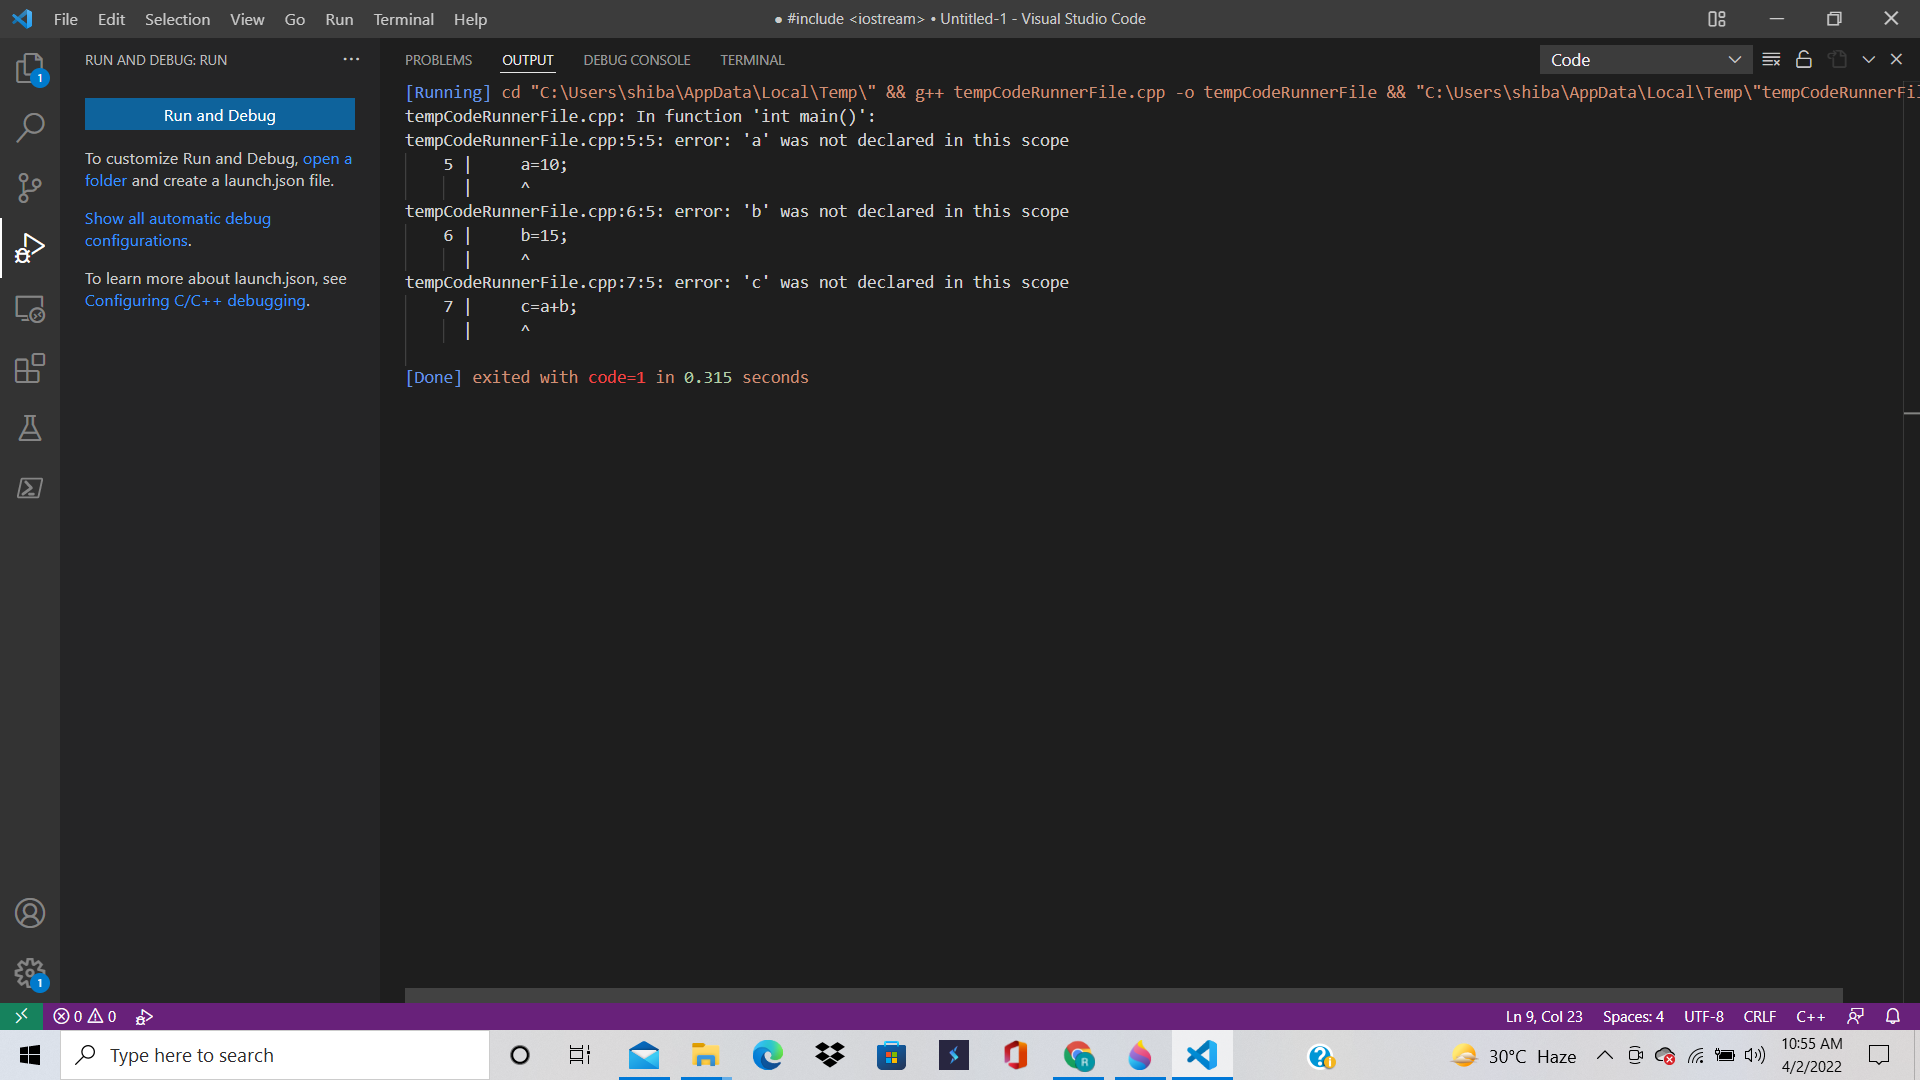 File Edit Selection View Go Run Terminal Help
● #include <iostream> • Untitled-1 - Visual Studio Code
RUN AND DEBUG: RUN
1
Run and Debug
To customize Run and Debug, open a
folder and create a launch.json file.
Show all automatic debug
configurations.
To learn more about launch.json, see
Configuring C/C++ debugging.
1
PROBLEMS OUTPUT DEBUG CONSOLE TERMINAL
Code
[Running] cd "C:\Users\shiba\AppData\Local\Temp\" && g++ tempCodeRunnerFile.cpp -o tempCodeRunnerFile && "C:\Users\shiba\AppData\Local\Temp\"tempCodeRunnerFil
tempCodeRunnerFile.cpp: In function 'int main()':
tempCodeRunnerFile.cpp:5:5: error: 'a' was not declared in this scope
5 | a=10;
| ^
tempCodeRunnerFile.cpp:6:5: error: 'b' was not declared in this scope
6 | b=15;
| ^
tempCodeRunnerFile.cpp:7:5: error: 'c' was not declared in this scope
7 | c=a+b;
| ^
[Done] exited with code=1 in 0.315 seconds
0 0
Ln 9, Col 23 Spaces: 4 UTF-8 CRLF C++
Type here to search
30°C Haze
10:55 AM
4/2/2022